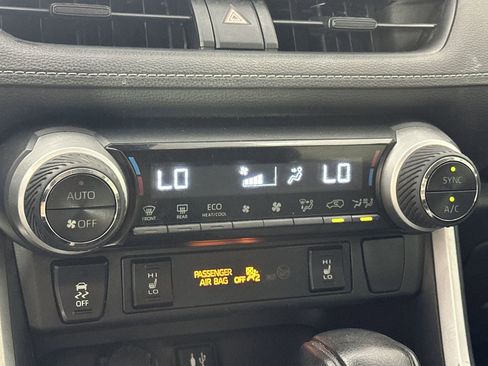 LO LO
AUTO
OFF
FRONT REAR ECO
HEAT/COOL
SYNC
A/C
HI
LO
PASSENGER
AIR BAG OFF 2
HI
LO
OFF